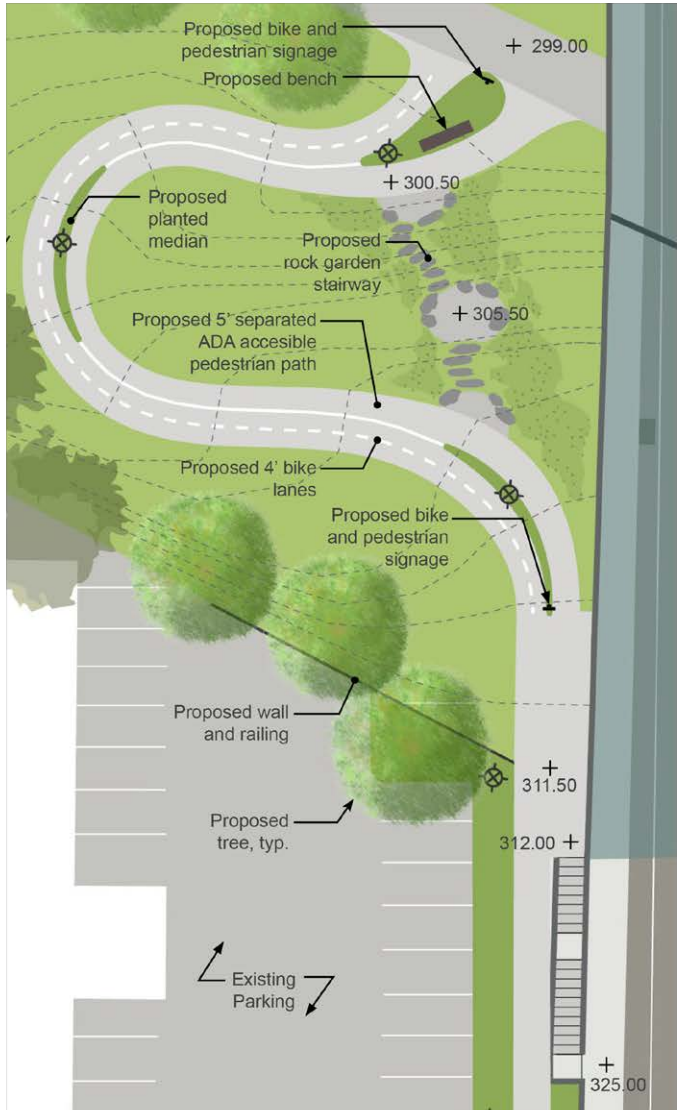 Proposed bike and
pedestrian signage
299.00
Proposed bench
300.50
Proposed
planted
median
Proposed
rock garden
stairway
305.50
Proposed 5' separated
ADA accesible
pedestrian path
Proposed 4' bike
lanes
Proposed bike
and pedestrian
signage
Proposed wall
and railing
311.50
Proposed
tree, typ.
312.00
Existing
Parking
325.00